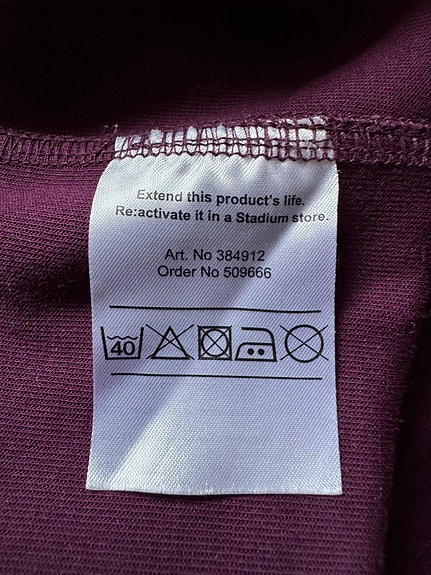 Extend this product's life.
Re:activate it in a Stadium store.
Art. No 384912
Order No 509666
40